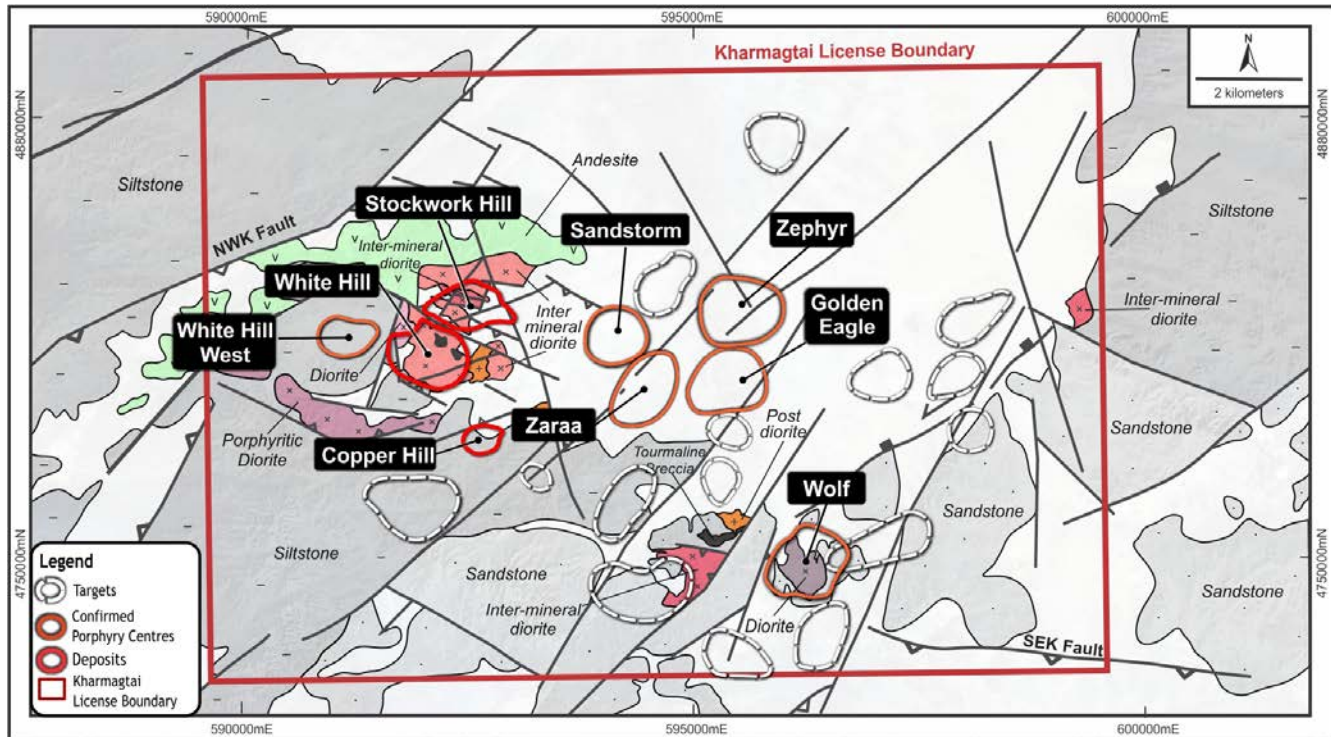 590000mE
595000mE
600000mE
Kharmagtai License Boundary
N
2 kilometers
4880000mN
4880000mN
Andesite
Siltstone
Stockwork Hill
NWK Fault
Inter-mineral
diorite
Sandstorm
Zephyr
Siltstone
White Hill
Inter
mineral
diorite
Golden
Eagle
Inter-mineral
diorite
White Hill
West
Diorite
Zaraa
Post
diorite
Sandstone
Porphyritic
Diorite
Copper Hill
Tourmaline
Breccia
Wolf
Sandstone
Siltstone
Sandstone
Inter-mineral
diorite
Diorite
Sandstone
SEK Fault
4750000mN
4750000mN
Legend
Targets
Confirmed
Porphyry Centres
Deposits
Kharmagtai
License Boundary
590000mE
595000mE
600000mE